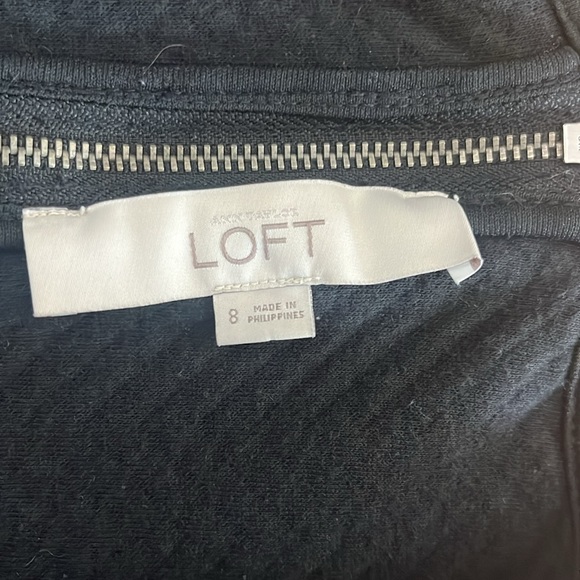 ANN TAYLOR
LOFT
8
MADE IN
PHILIPPINES